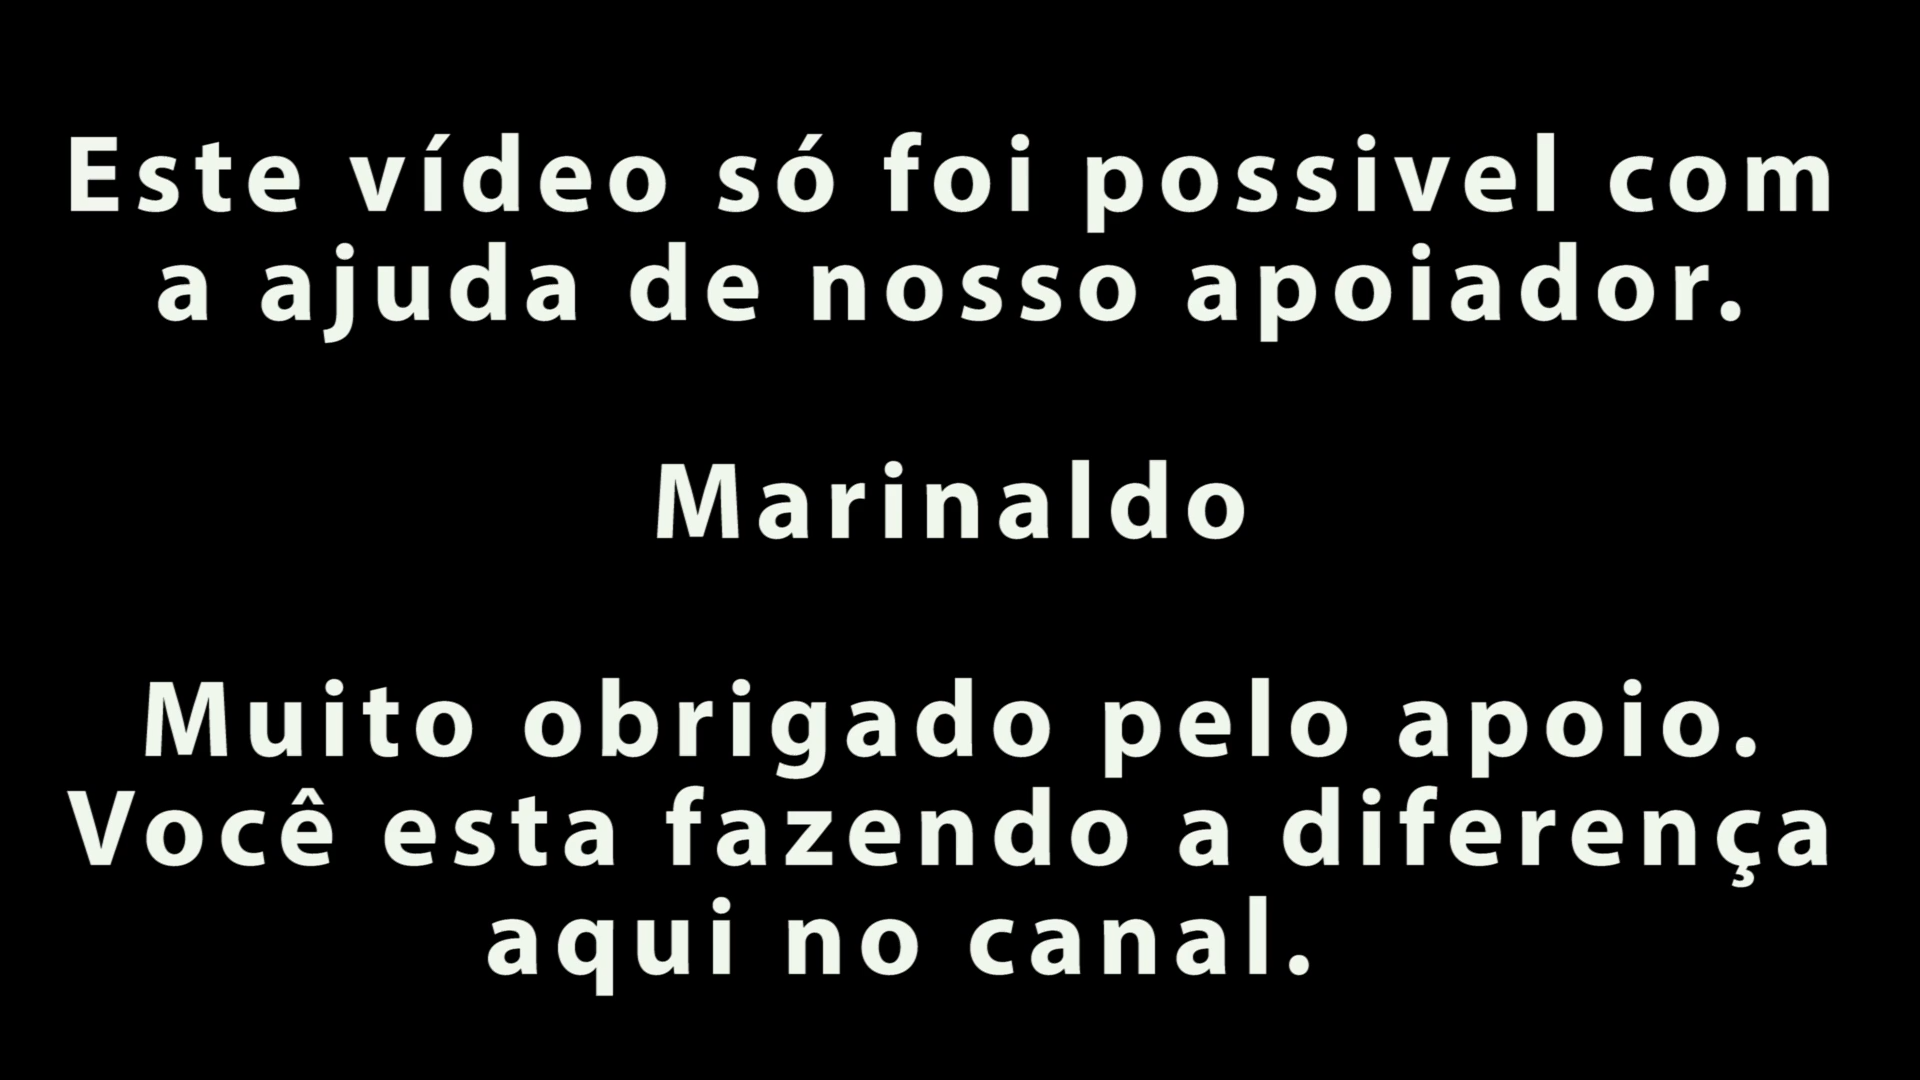 Este vídeo só foi possivel com
a ajuda de nosso apoiador.
Marinaldo
Muito obrigado pelo apoio.
Você esta fazendo a diferença
aqui no canal.